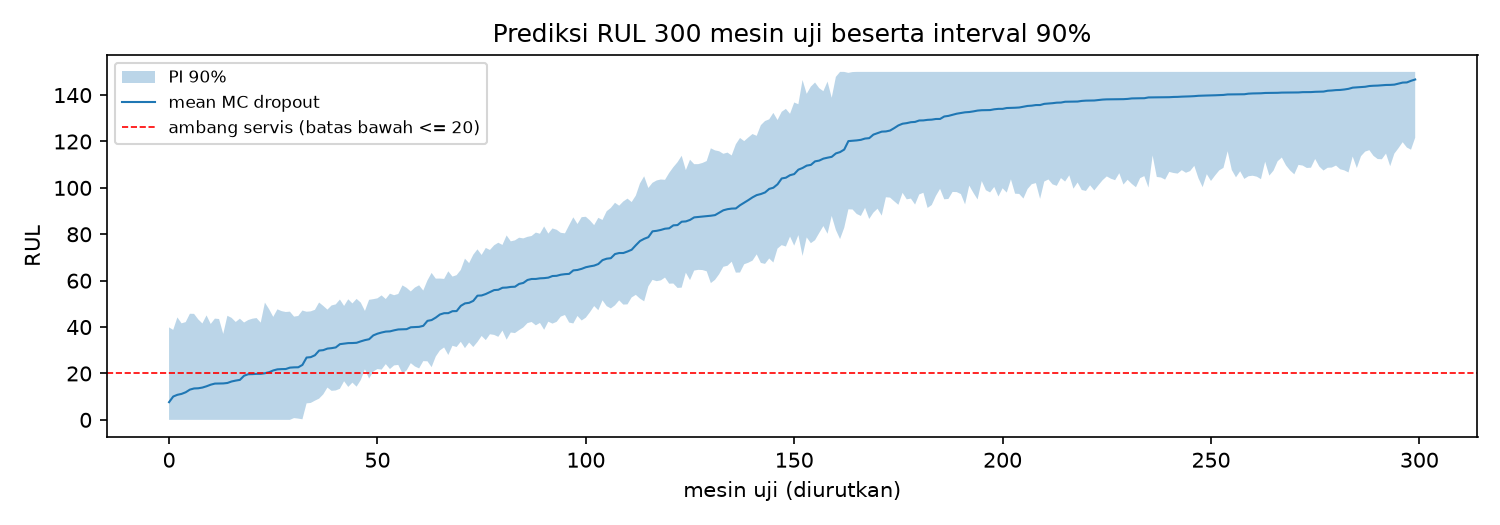 Prediksi RUL 300 mesin uji beserta interval 90%
PI 90%
mean MC dropout
ambang servis (batas bawah <= 20)
RUL
140
120
100
80
60
40
20
0
0 50 100 150 200 250 300
mesin uji (diurutkan)